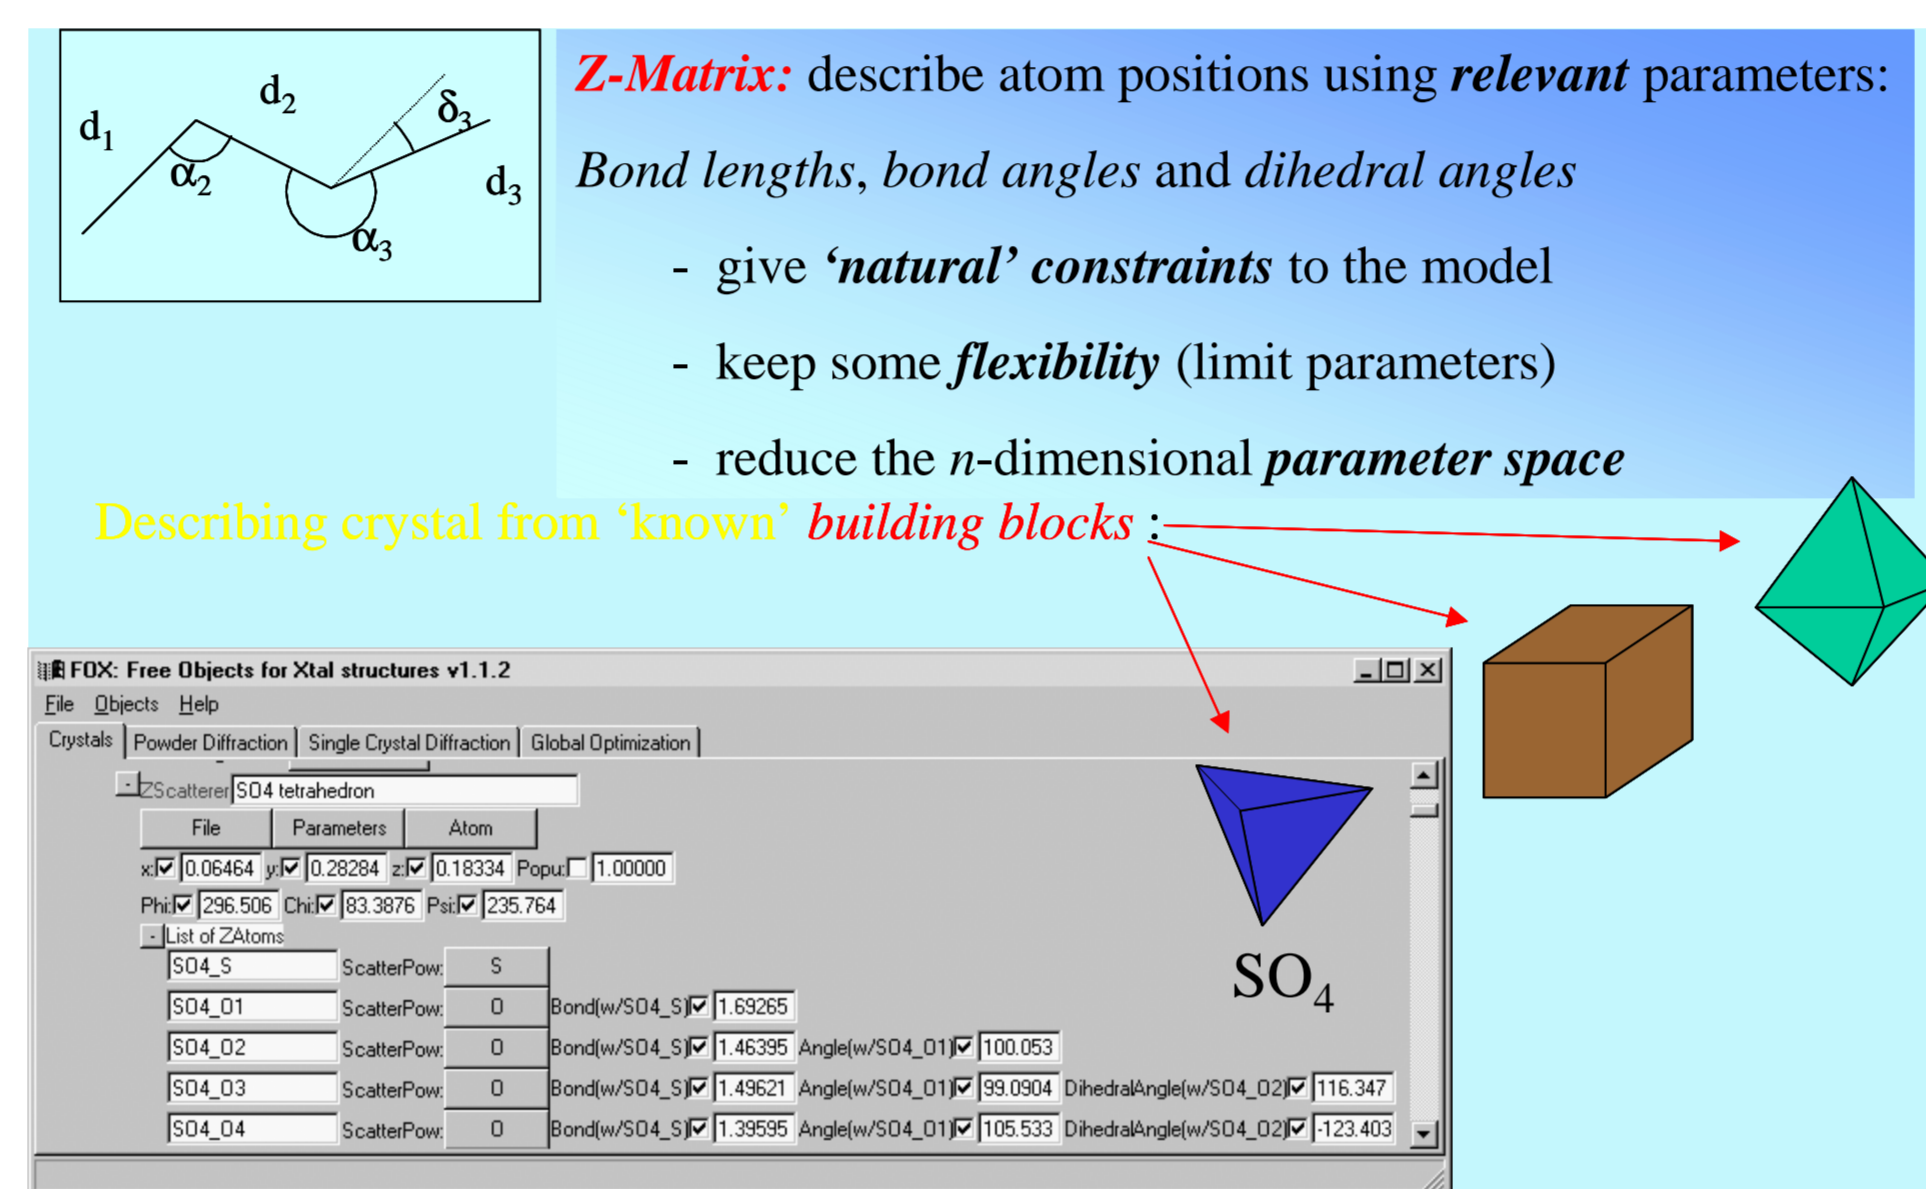 d₁
d₂
δ₃
α₂
d₃
α₃
Z-Matrix: describe atom positions using relevant parameters:
Bond lengths, bond angles and dihedral angles
- give ‘natural’ constraints to the model
- keep some flexibility (limit parameters)
- reduce the n-dimensional parameter space
Describing crystal from ‘known’ building blocks :
FOX: Free Objects for Xtal structures v1.1.2
File Objects Help
Crystals Powder Diffraction Single Crystal Diffraction Global Optimization
- ZScatterer SO4 tetrahedron
File Parameters Atom
x: 0.06464 y: 0.28284 z: 0.18334 Popu: 1.00000
Phi: 296.506 Chi: 83.3876 Psi: 235.764
- List of ZAtoms
SO4_S ScatterPow: S
SO4_O1 ScatterPow: O Bond(w/SO4_S) 1.69265
SO4_O2 ScatterPow: O Bond(w/SO4_S) 1.46395 Angle(w/SO4_O1) 100.053
SO4_O3 ScatterPow: O Bond(w/SO4_S) 1.49621 Angle(w/SO4_O1) 99.0904 DihedralAngle(w/SO4_O2) 116.347
SO4_O4 ScatterPow: O Bond(w/SO4_S) 1.39595 Angle(w/SO4_O1) 105.533 DihedralAngle(w/SO4_O2) -123.403
SO₄